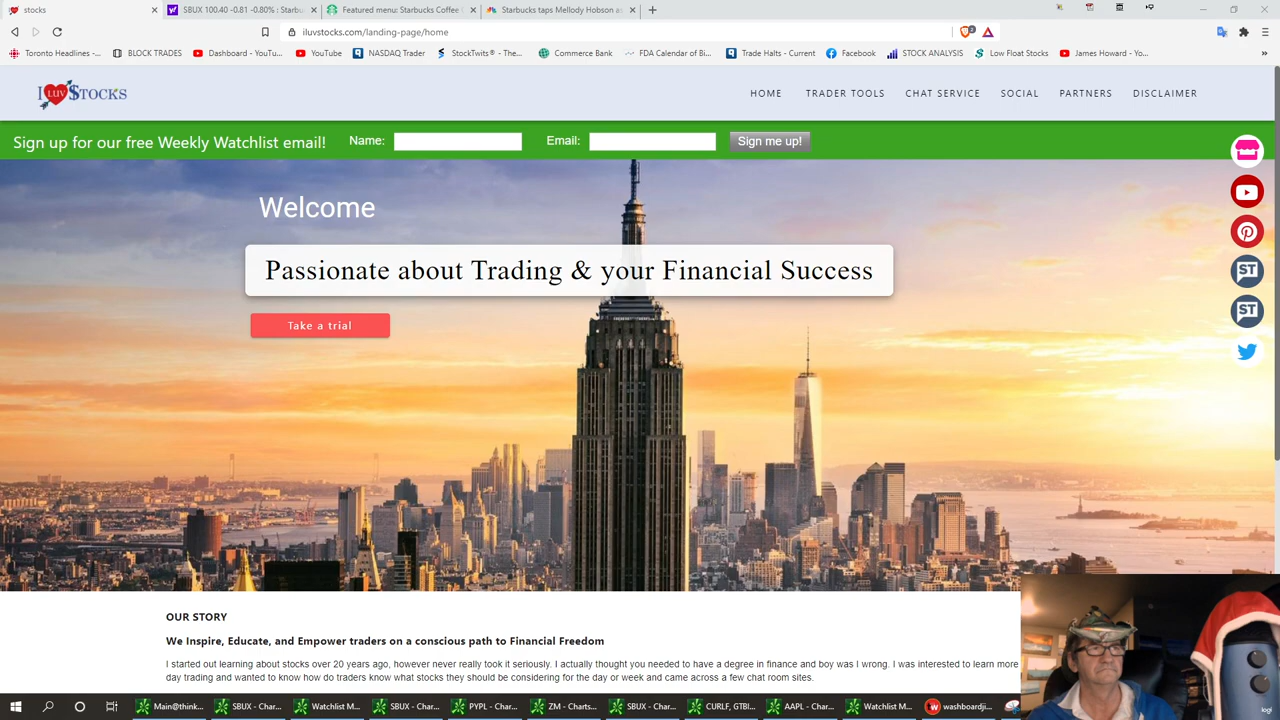 stocks
SBUX 100.40 -0.81 -0.80% : Starbu
Featured menu: Starbucks Coffee
Starbucks taps Mellody Hobson as
iluvstocks.com/landing-page/home
Toronto Headlines -...
BLOCK TRADES
Dashboard - YouTu...
YouTube
NASDAQ Trader
StockTwits® - The...
Commerce Bank
FDA Calendar of Bi...
Trade Halts - Current
Facebook
STOCK ANALYSIS
Low Float Stocks
James Howard - Yo...
I LUV $TOCKS
HOME
TRADER TOOLS
CHAT SERVICE
SOCIAL
PARTNERS
DISCLAIMER
Sign up for our free Weekly Watchlist email! Name: Email: Sign me up!
Welcome
Passionate about Trading & your Financial Success
Take a trial
ST
ST
OUR STORY
We Inspire, Educate, and Empower traders on a conscious path to Financial Freedom
I started out learning about stocks over 20 years ago, however never really took it seriously. I actually thought you needed to have a degree in finance and boy was I wrong. I was interested to learn more
day trading and wanted to know how do traders know what stocks they should be considering for the day or week and came across a few chat room sites.
Main@think...
SBUX - Char...
Watchlist M...
SBUX - Char...
PYPL - Char...
ZM - Charts...
SBUX - Char...
CURLF, GTBI...
AAPL - Char...
Watchlist M...
washboardji...
logi